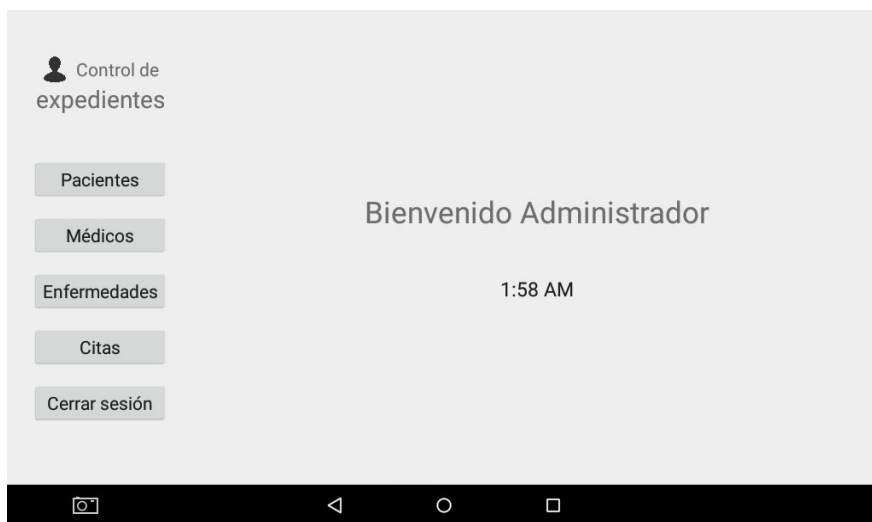 Control de
expedientes
Pacientes
Médicos
Enfermedades
Citas
Cerrar sesión
Bienvenido Administrador
1:58 AM